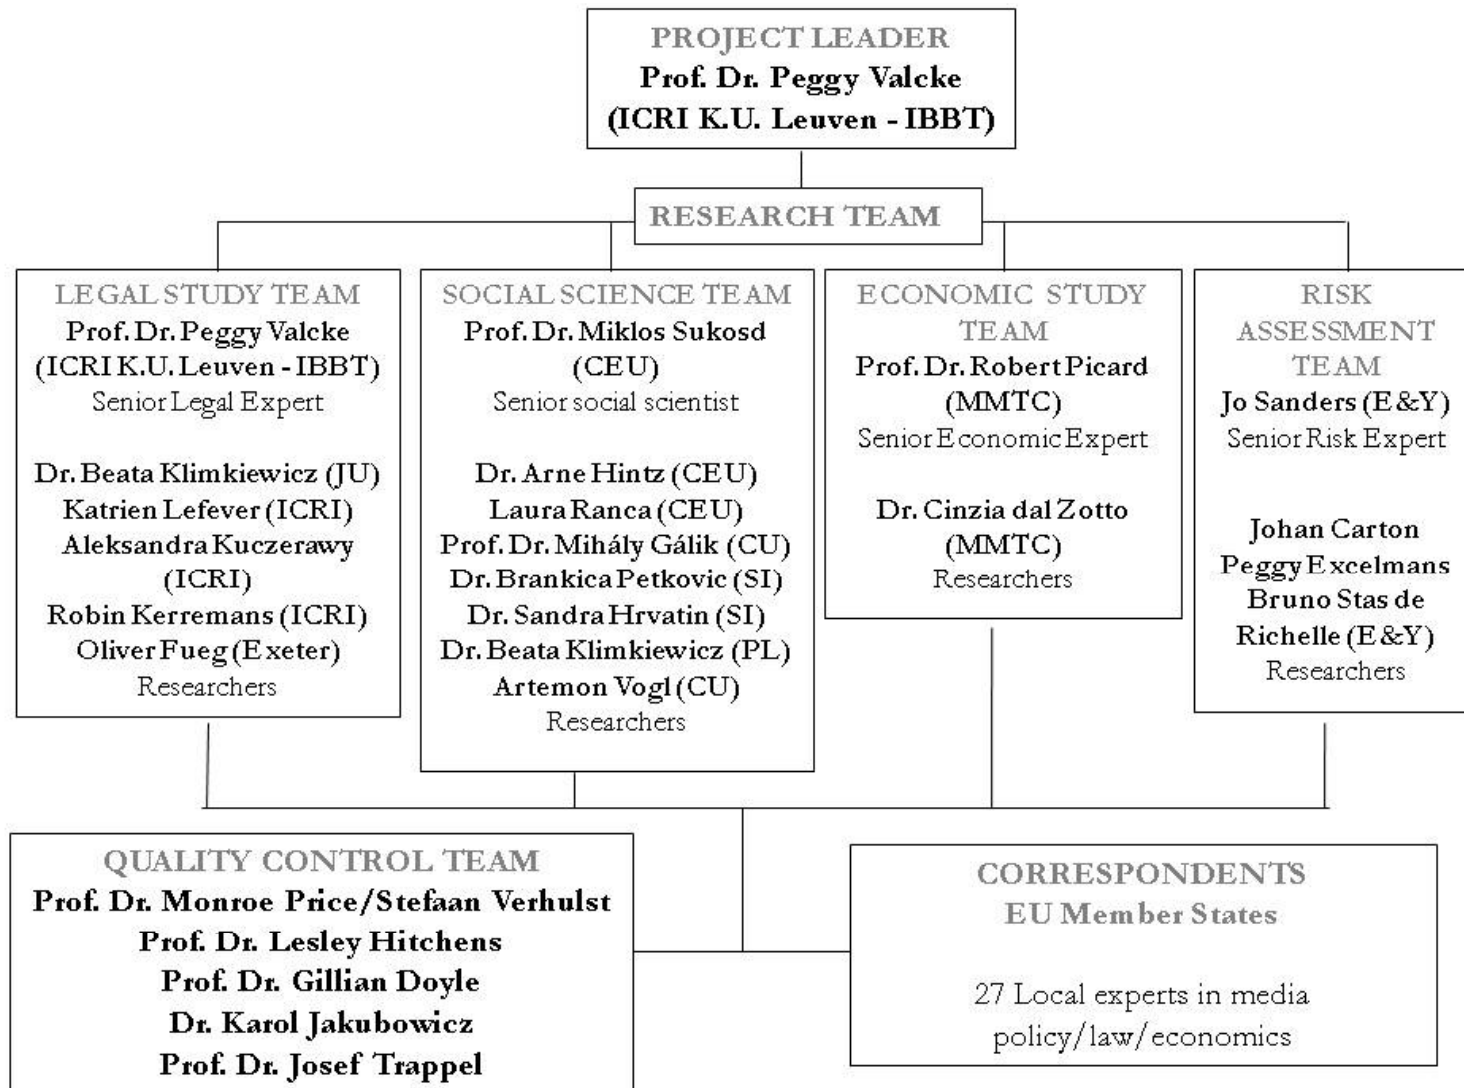 PROJECT LEADER
Prof. Dr. Peggy Valcke
(ICRI K.U. Leuven - IBBT)
RESEARCH TEAM
LEGAL STUDY TEAM
Prof. Dr. Peggy Valcke
(ICRI K.U. Leuven - IBBT)
Senior Legal Expert
Dr. Beata Klimkiewicz (JU)
Katrien Lefever (ICRI)
Aleksandra Kuczerawy
(ICRI)
Robin Kerremans (ICRI)
Oliver Fueg (Exeter)
Researchers
SOCIAL SCIENCE TEAM
Prof. Dr. Miklos Sukosd
(CEU)
Senior social scientist
Dr. Arne Hintz (CEU)
Laura Ranca (CEU)
Prof. Dr. Mihály Gálik (CU)
Dr. Brankica Petkovic (SI)
Dr. Sandra Hrvatin (SI)
Dr. Beata Klimkiewicz (PL)
Artemon Vogl (CU)
Researchers
ECONOMIC STUDY
TEAM
Prof. Dr. Robert Picard
(MMTC)
Senior Economic Expert
Dr. Cinzia dal Zotto
(MMTC)
Researchers
RISK
ASSESSMENT
TEAM
Jo Sanders (E&Y)
Senior Risk Expert
Johan Carton
Peggy Excelmans
Bruno Stas de
Richelle (E&Y)
Researchers
QUALITY CONTROL TEAM
Prof. Dr. Monroe Price/Stefaan Verhulst
Prof. Dr. Lesley Hitchens
Prof. Dr. Gillian Doyle
Dr. Karol Jakubowicz
Prof. Dr. Josef Trappel
CORRESPONDENTS
EU Member States
27 Local experts in media
policy/law/economics